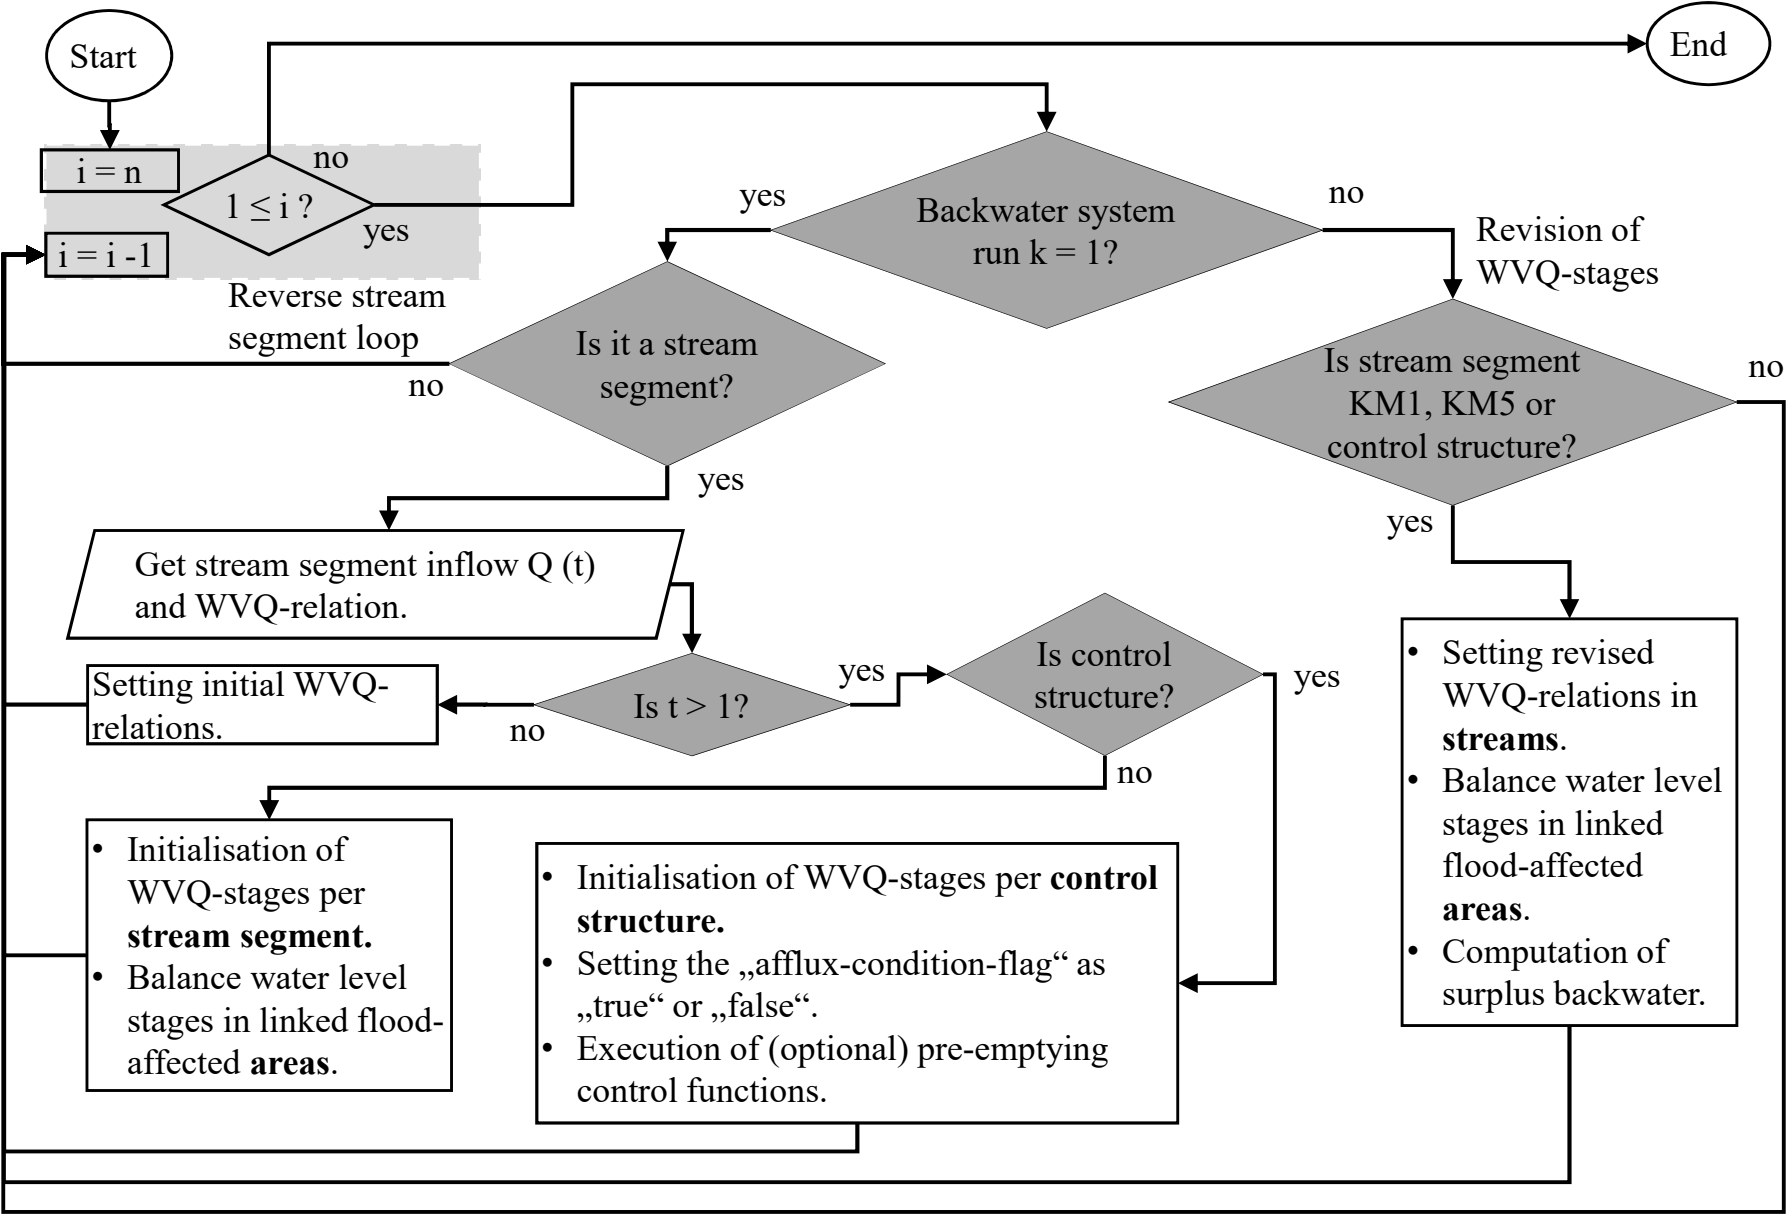 Start
End
i = n
1 ≤ i ?
no
yes
i = i -1
Reverse stream
segment loop
Backwater system
run k = 1?
yes
no
Revision of
WVQ-stages
Is it a stream
segment?
no
yes
Is stream segment
KM1, KM5 or
control structure?
no
yes
Get stream segment inflow Q (t)
and WVQ-relation.
Is t > 1?
yes
no
Setting initial WVQ-
relations.
Is control
structure?
yes
no
• Initialisation of
WVQ-stages per
stream segment.
• Balance water level
stages in linked flood-
affected areas.
• Initialisation of WVQ-stages per control
structure.
• Setting the „afflux-condition-flag“ as
„true“ or „false“.
• Execution of (optional) pre-emptying
control functions.
• Setting revised
WVQ-relations in
streams.
• Balance water level
stages in linked
flood-affected
areas.
• Computation of
surplus backwater.